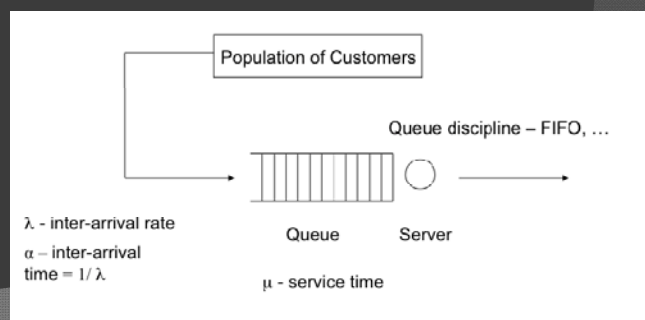 Population of Customers
Queue discipline – FIFO, ...
λ - inter-arrival rate
α – inter-arrival
time = 1/ λ
Queue
Server
μ - service time